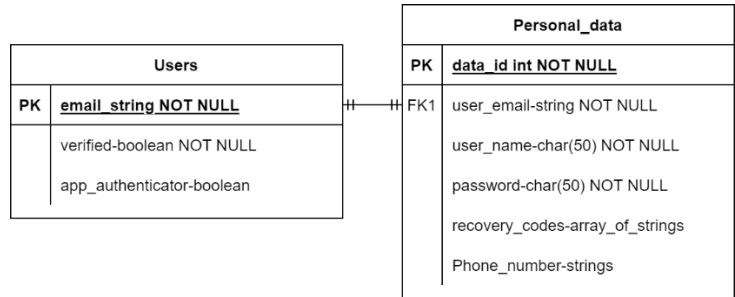 Users
PK email_string NOT NULL
verified-boolean NOT NULL
app_authenticator-boolean
Personal_data
PK data_id int NOT NULL
FK1 user_email-string NOT NULL
user_name-char(50) NOT NULL
password-char(50) NOT NULL
recovery_codes-array_of_strings
Phone_number-strings